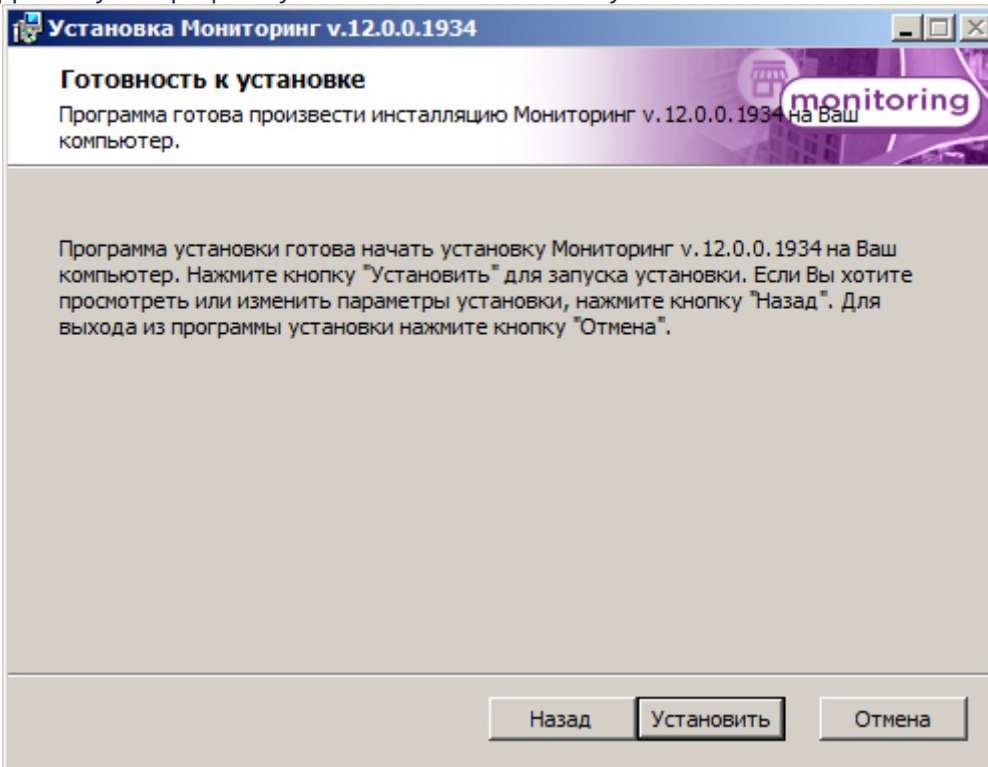 Установка Мониторинг v.12.0.0.1934
Готовность к установке
Программа готова произвести инсталляцию Мониторинг v.12.0.0.1934 на Ваш
компьютер.
monitoring
Программа установки готова начать установку Мониторинг v.12.0.0.1934 на Ваш
компьютер. Нажмите кнопку "Установить" для запуска установки. Если Вы хотите
просмотреть или изменить параметры установки, нажмите кнопку "Назад". Для
выхода из программы установки нажмите кнопку "Отмена".
Назад Установить Отмена